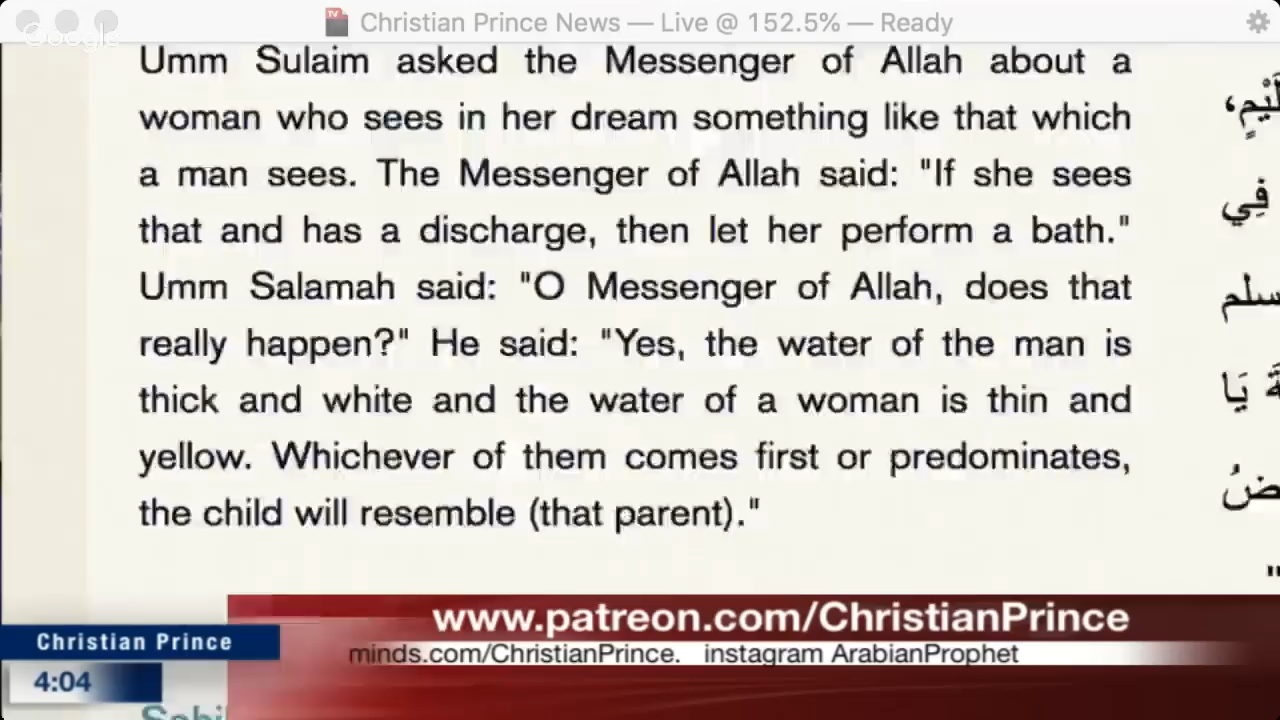 Christian Prince News — Live @ 152.5% — Ready
Google
Umm Sulaim asked the Messenger of Allah about a
woman who sees in her dream something like that which
a man sees. The Messenger of Allah said: "If she sees
that and has a discharge, then let her perform a bath."
Umm Salamah said: "O Messenger of Allah, does that
really happen?" He said: "Yes, the water of the man is
thick and white and the water of a woman is thin and
yellow. Whichever of them comes first or predominates,
the child will resemble (that parent)."
فِي
سلم
يَا
www.patreon.com/ChristianPrince
Christian Prince
minds.com/ChristianPrince. instagram ArabianProphet
4:04